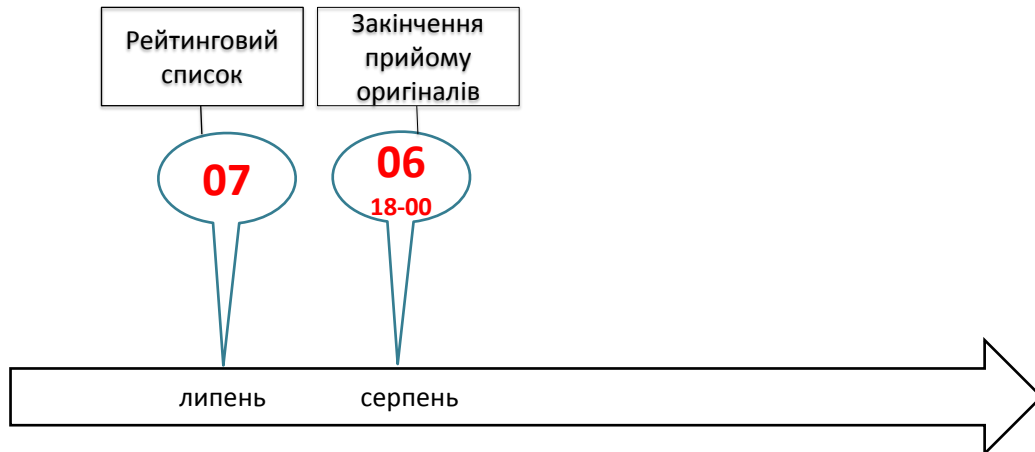 Рейтинговий
список
Закінчення
прийому
оригіналів
07
06
18-00
липень
серпень